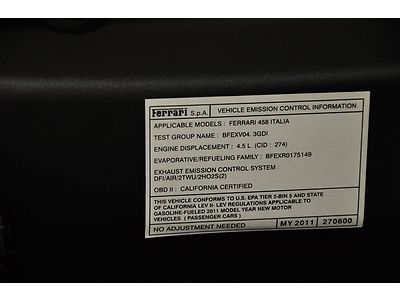 Ferrari S.p.A. VEHICLE EMISSION CONTROL INFORMATION
APPLICABLE MODELS : FERRARI 458 ITALIA
TEST GROUP NAME : BFEXV04. 3GDI
ENGINE DISPLACEMENT : 4.5 L (CID : 274)
EVAPORATIVE/REFUELING FAMILY : BFEXR0175149
EXHAUST EMISSION CONTROL SYSTEM :
DFI/AIR/2TWU/2HO2S(2)
OBD II : CALIFORNIA CERTIFIED
THIS VEHICLE CONFORMS TO U.S. EPA TIER 2-BIN 5 AND STATE
OF CALIFORNIA LEV II- LEV REGULATIONS APPLICABLE TO
GASOLINE-FUELED 2011 MODEL YEAR NEW MOTOR
VEHICLES ( PASSENGER CARS )
NO ADJUSTMENT NEEDED MY 2011 270600